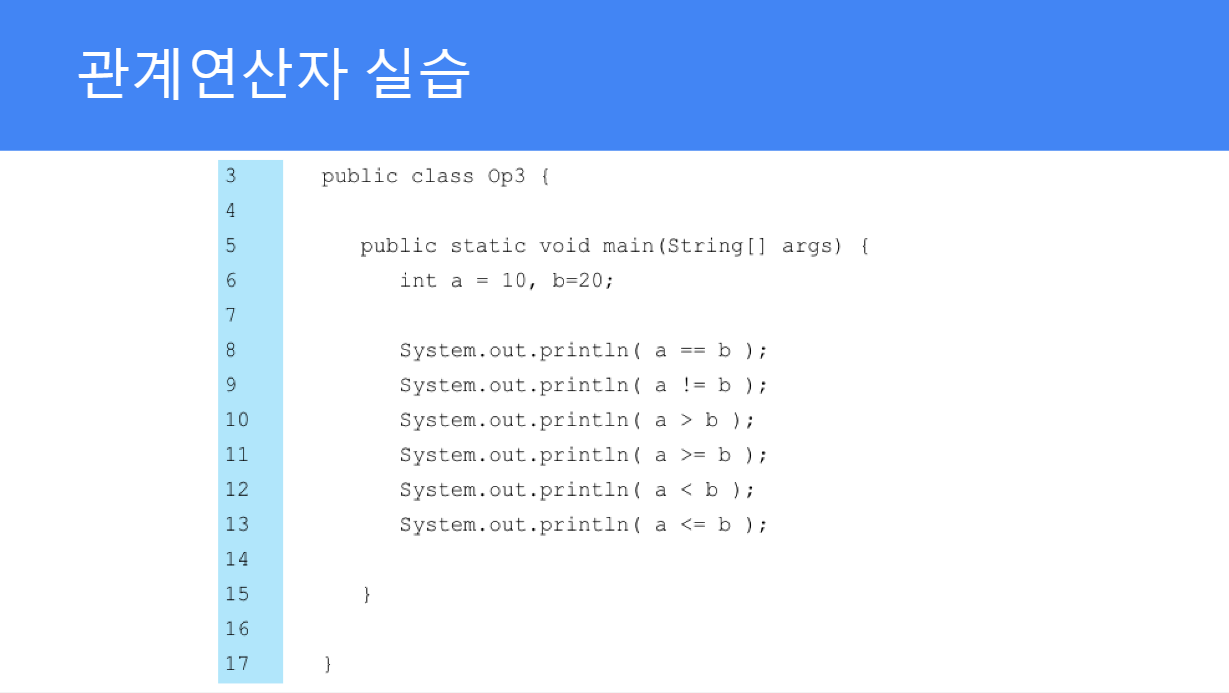 관계연산자 실습
3 public class Op3 {
4
5 public static void main(String[] args) {
6 int a = 10, b=20;
7
8 System.out.println( a == b );
9 System.out.println( a != b );
10 System.out.println( a > b );
11 System.out.println( a >= b );
12 System.out.println( a < b );
13 System.out.println( a <= b );
14
15 }
16
17 }